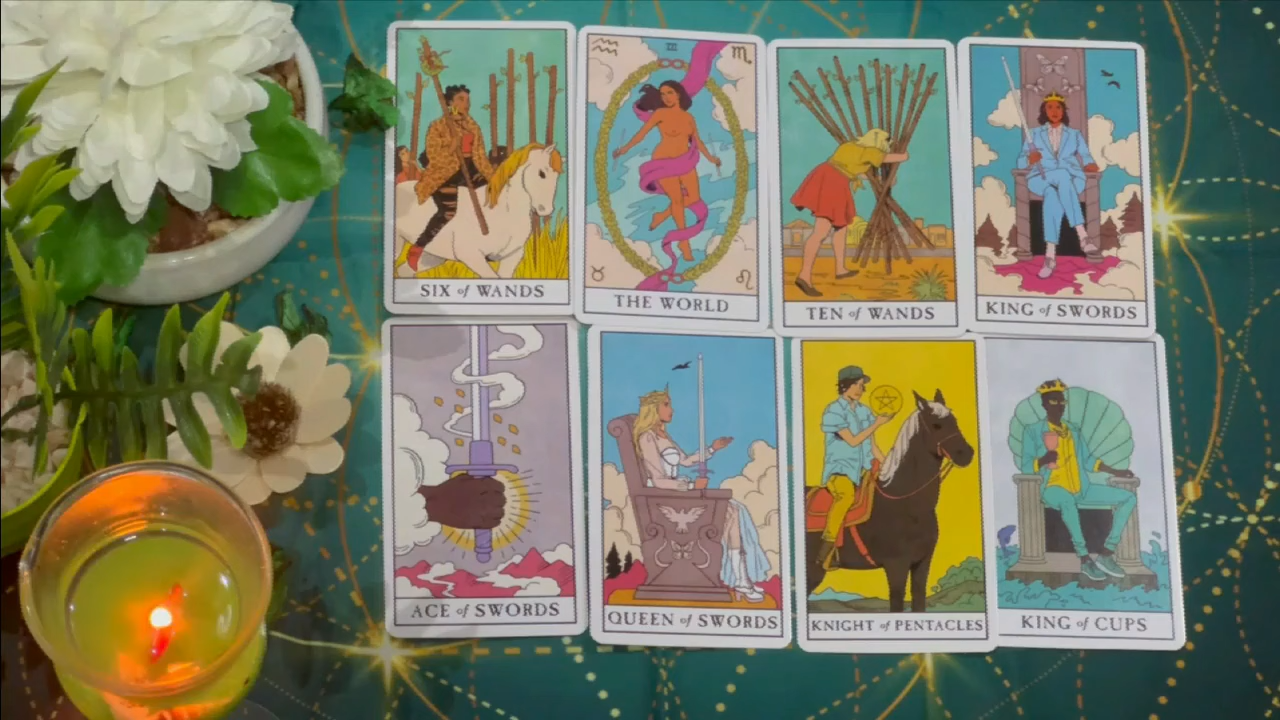 SIX of WANDS
III
THE WORLD
TEN of WANDS
KING of SWORDS
ACE of SWORDS
QUEEN of SWORDS
KNIGHT of PENTACLES
KING of CUPS